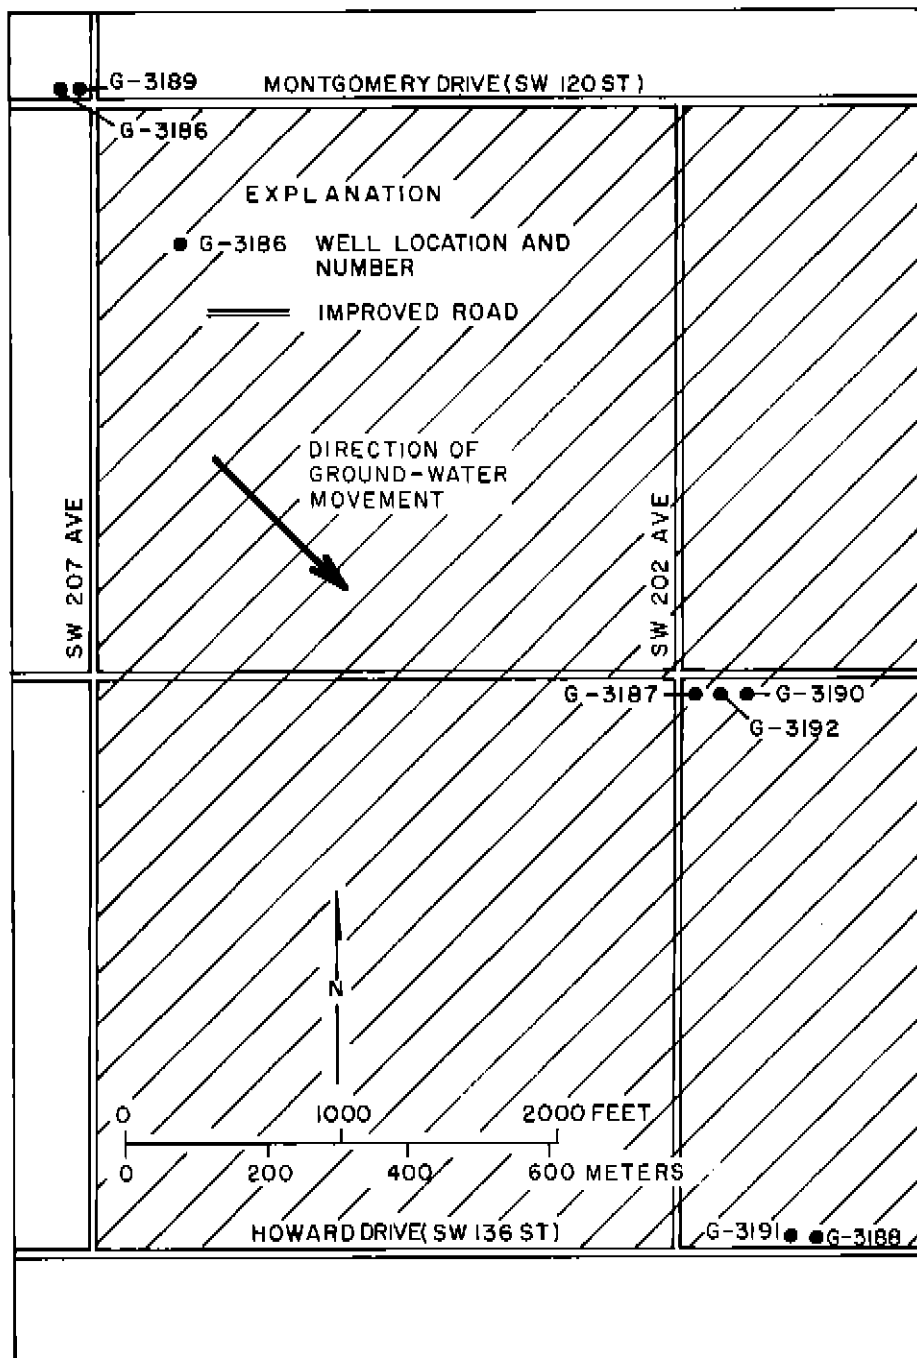 G-3189
MONTGOMERY DRIVE(SW 120 ST)
G-3186
EXPLANATION
G-3186 WELL LOCATION AND
NUMBER
IMPROVED ROAD
DIRECTION OF
GROUND-WATER
MOVEMENT
SW 207 AVE
SW 202 AVE
G-3187
G-3190
G-3192
N
0 1000 2000 FEET
0 200 400 600 METERS
HOWARD DRIVE(SW 136 ST)
G-3191
G-3188